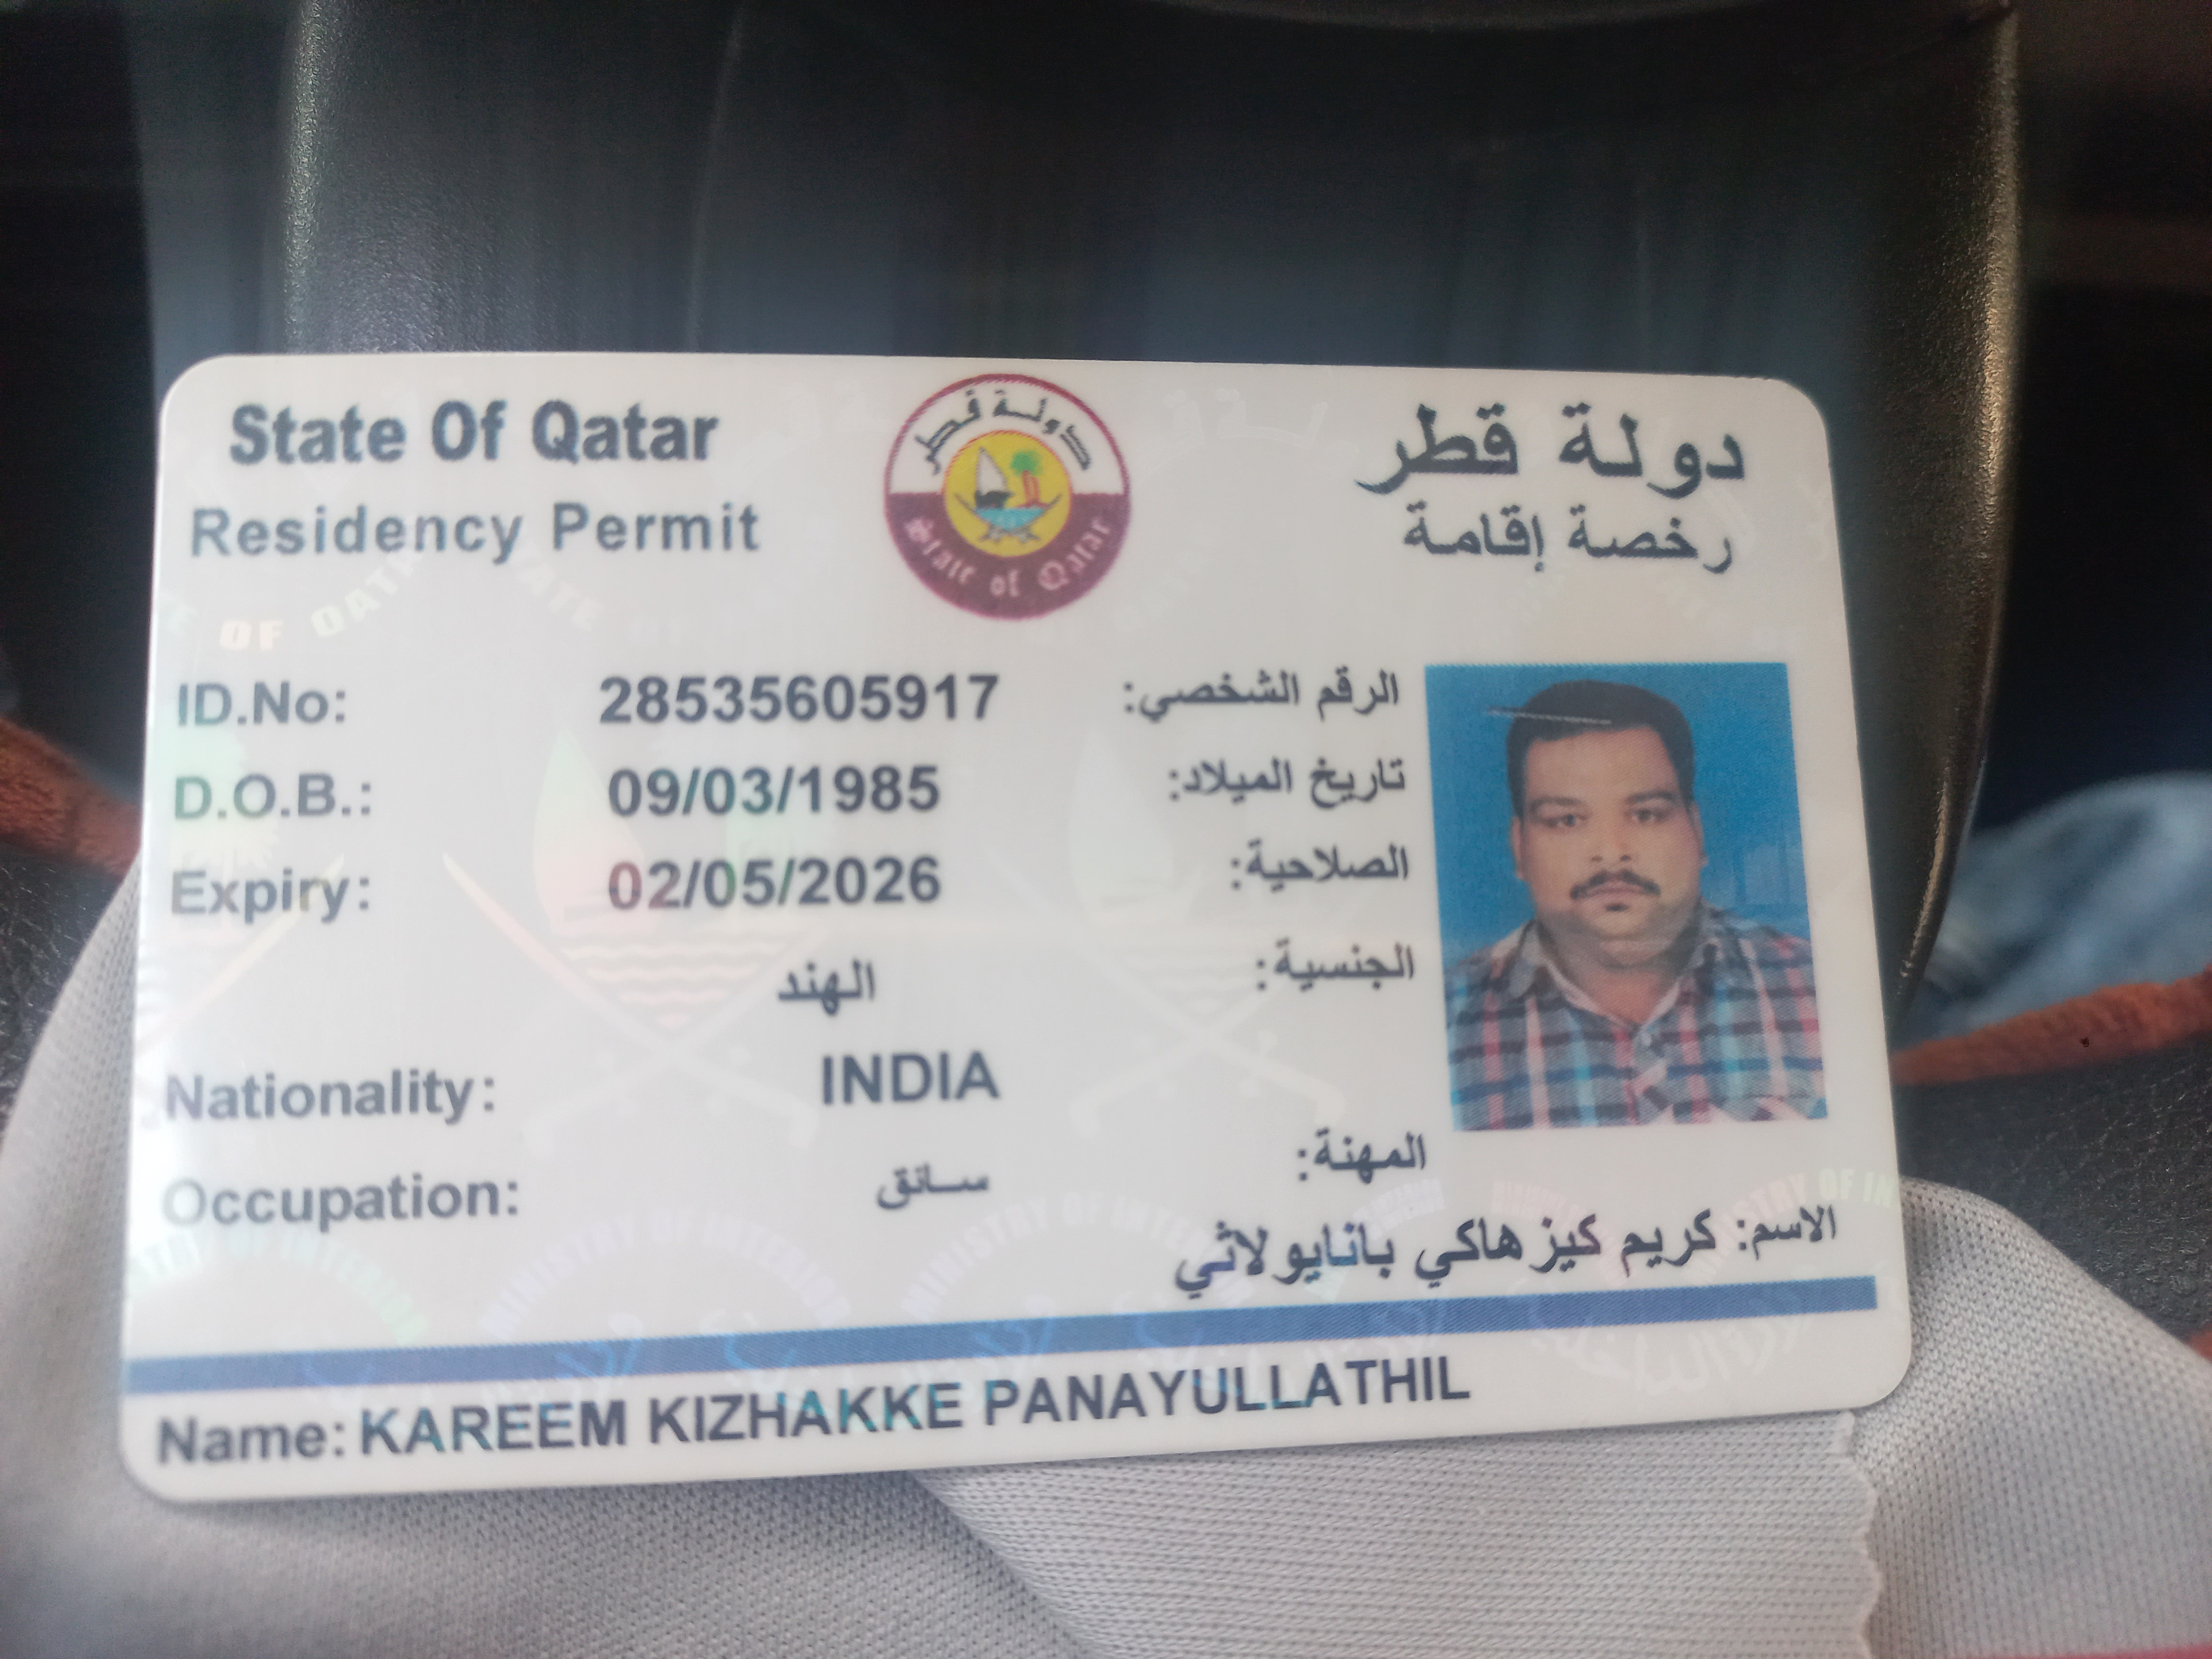 State Of Qatar دولة قطر
Residency Permit رخصة إقامة
دولة قطر
State of Qatar
ID.No: 28535605917 الرقم الشخصي:
D.O.B.: 09/03/1985 تاريخ الميلاد:
Expiry: 02/05/2026 الصلاحية:
الهند الجنسية:
Nationality: INDIA
Occupation: سائق المهنة:
الاسم: كريم كيز هاكي بانايو لاثي
Name: KAREEM KIZHAKKE PANAYULLATHIL